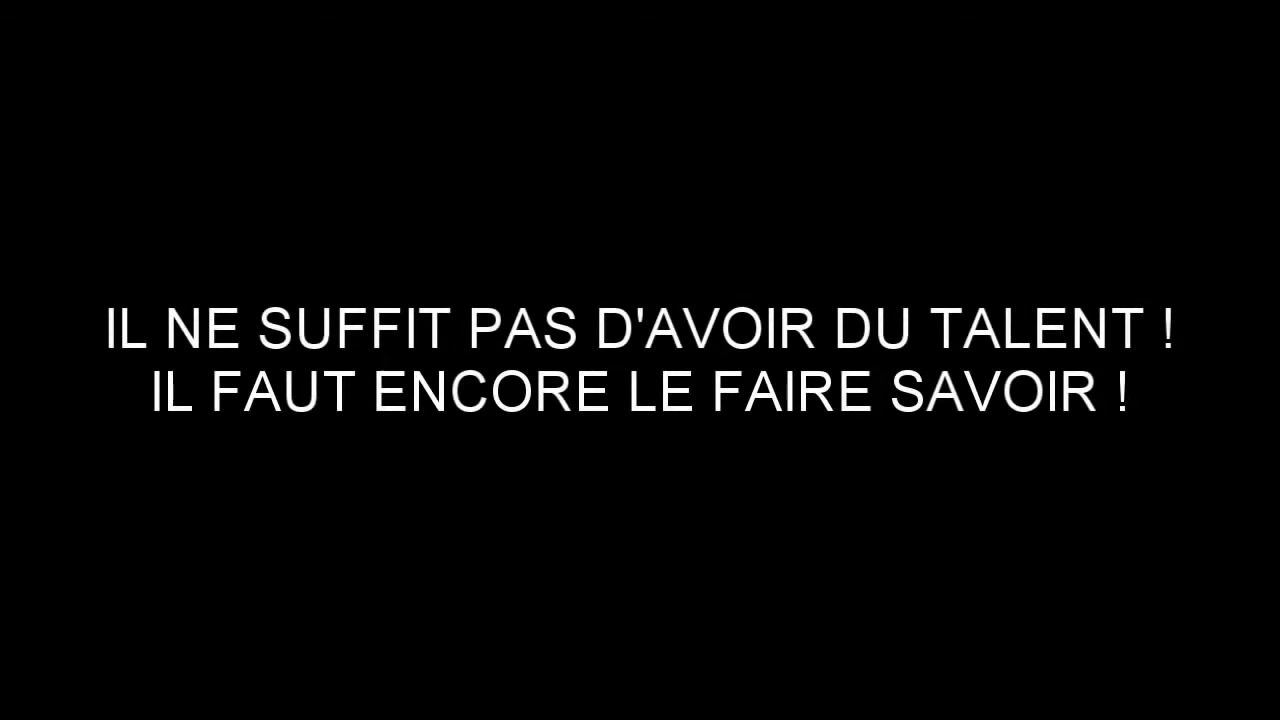 IL NE SUFFIT PAS D'AVOIR DU TALENT !
IL FAUT ENCORE LE FAIRE SAVOIR !